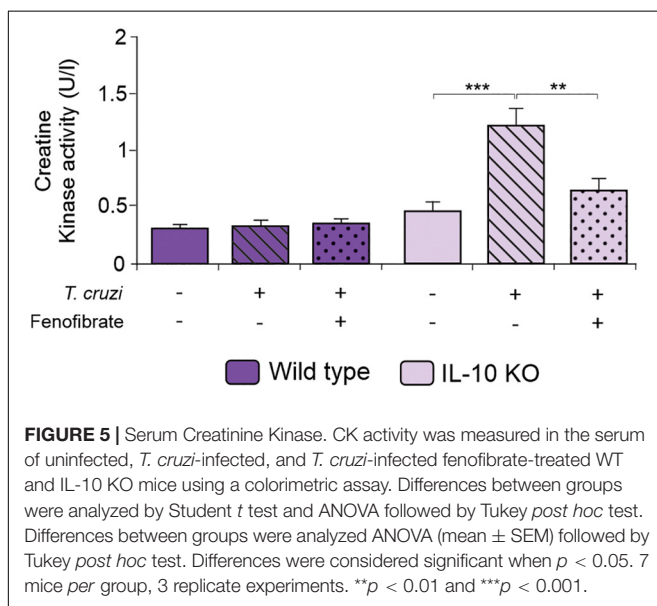 2
1.5
1
0.5
0
Creatine
Kinase activity (U/l)
***
**
T. cruzi - + + - + +
Fenofibrate - - + - - +
Wild type IL-10 KO
FIGURE 5 | Serum Creatinine Kinase. CK activity was measured in the serum
of uninfected, T. cruzi-infected, and T. cruzi-infected fenofibrate-treated WT
and IL-10 KO mice using a colorimetric assay. Differences between groups
were analyzed by Student t test and ANOVA followed by Tukey post hoc test.
Differences between groups were analyzed ANOVA (mean ± SEM) followed by
Tukey post hoc test. Differences were considered significant when p < 0.05. 7
mice per group, 3 replicate experiments. **p < 0.01 and ***p < 0.001.